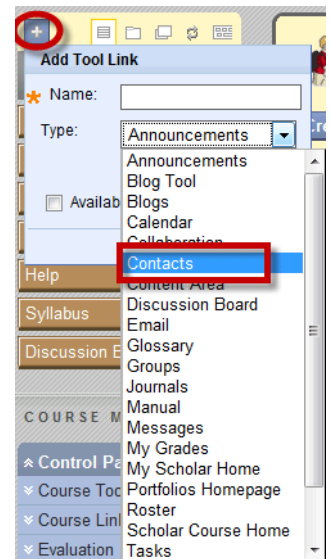 Add Tool Link
* Name:
Type: Announcements
Announcements
Blog Tool
Blogs
Calendar
Collaboration
Contacts
Content Area
Discussion Board
Email
Glossary
Groups
Journals
Manual
Messages
My Grades
My Scholar Home
Portfolios Homepage
Roster
Scholar Course Home
Tasks
Availab
Help
Syllabus
Discussion
COURSE M
Control Pa
Course Too
Course Lin
Evaluation